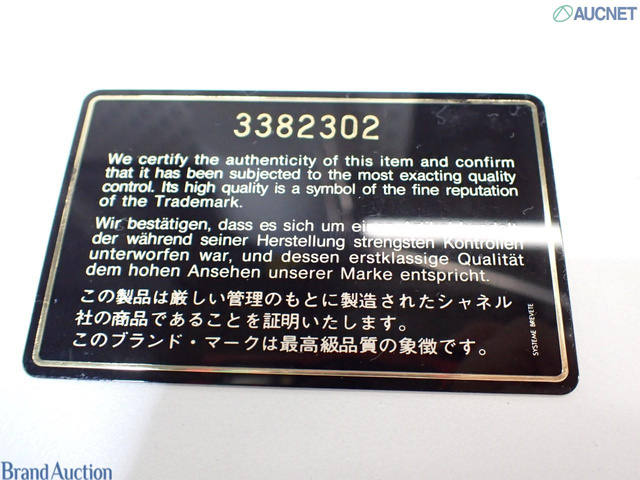 AUCNET
3382302
We certify the authenticity of this item and confirm
that it has been subjected to the most exacting quality
control. Its high quality is a symbol of the fine reputation
of the Trademark.
Wir bestätigen, dass es sich um ein
der während seiner Herstellung strengsten Kontrollen
unterworfen war, und dessen erstklassige Qualität
dem hohen Ansehen unserer Marke entspricht.
この製品は厳しい管理のもとに製造されたシャネル
社の商品であることを証明いたします。
このブランド・マークは最高級品質の象徴です。
SYSTEME BREVETE
Brand Auction